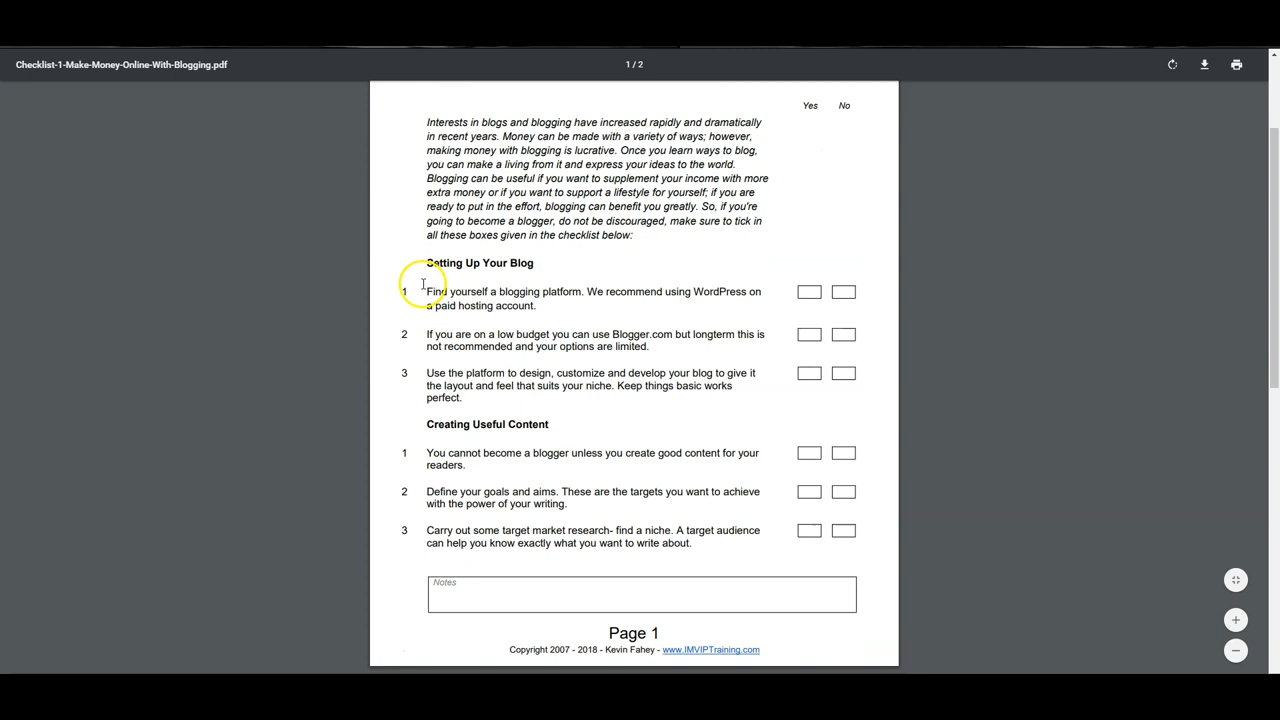 Checklist-1-Make-Money-Online-With-Blogging.pdf
1 / 2
Yes No
Interests in blogs and blogging have increased rapidly and dramatically
in recent years. Money can be made with a variety of ways; however,
making money with blogging is lucrative. Once you learn ways to blog,
you can make a living from it and express your ideas to the world.
Blogging can be useful if you want to supplement your income with more
extra money or if you want to support a lifestyle for yourself; if you are
ready to put in the effort, blogging can benefit you greatly. So, if you're
going to become a blogger, do not be discouraged, make sure to tick in
all these boxes given in the checklist below:
Setting Up Your Blog
1 Find yourself a blogging platform. We recommend using WordPress on
a paid hosting account.
2 If you are on a low budget you can use Blogger.com but longterm this is
not recommended and your options are limited.
3 Use the platform to design, customize and develop your blog to give it
the layout and feel that suits your niche. Keep things basic works
perfect.
Creating Useful Content
1 You cannot become a blogger unless you create good content for your
readers.
2 Define your goals and aims. These are the targets you want to achieve
with the power of your writing.
3 Carry out some target market research- find a niche. A target audience
can help you know exactly what you want to write about.
Notes
Page 1
Copyright 2007 - 2018 - Kevin Fahey - www.IMVIPTraining.com